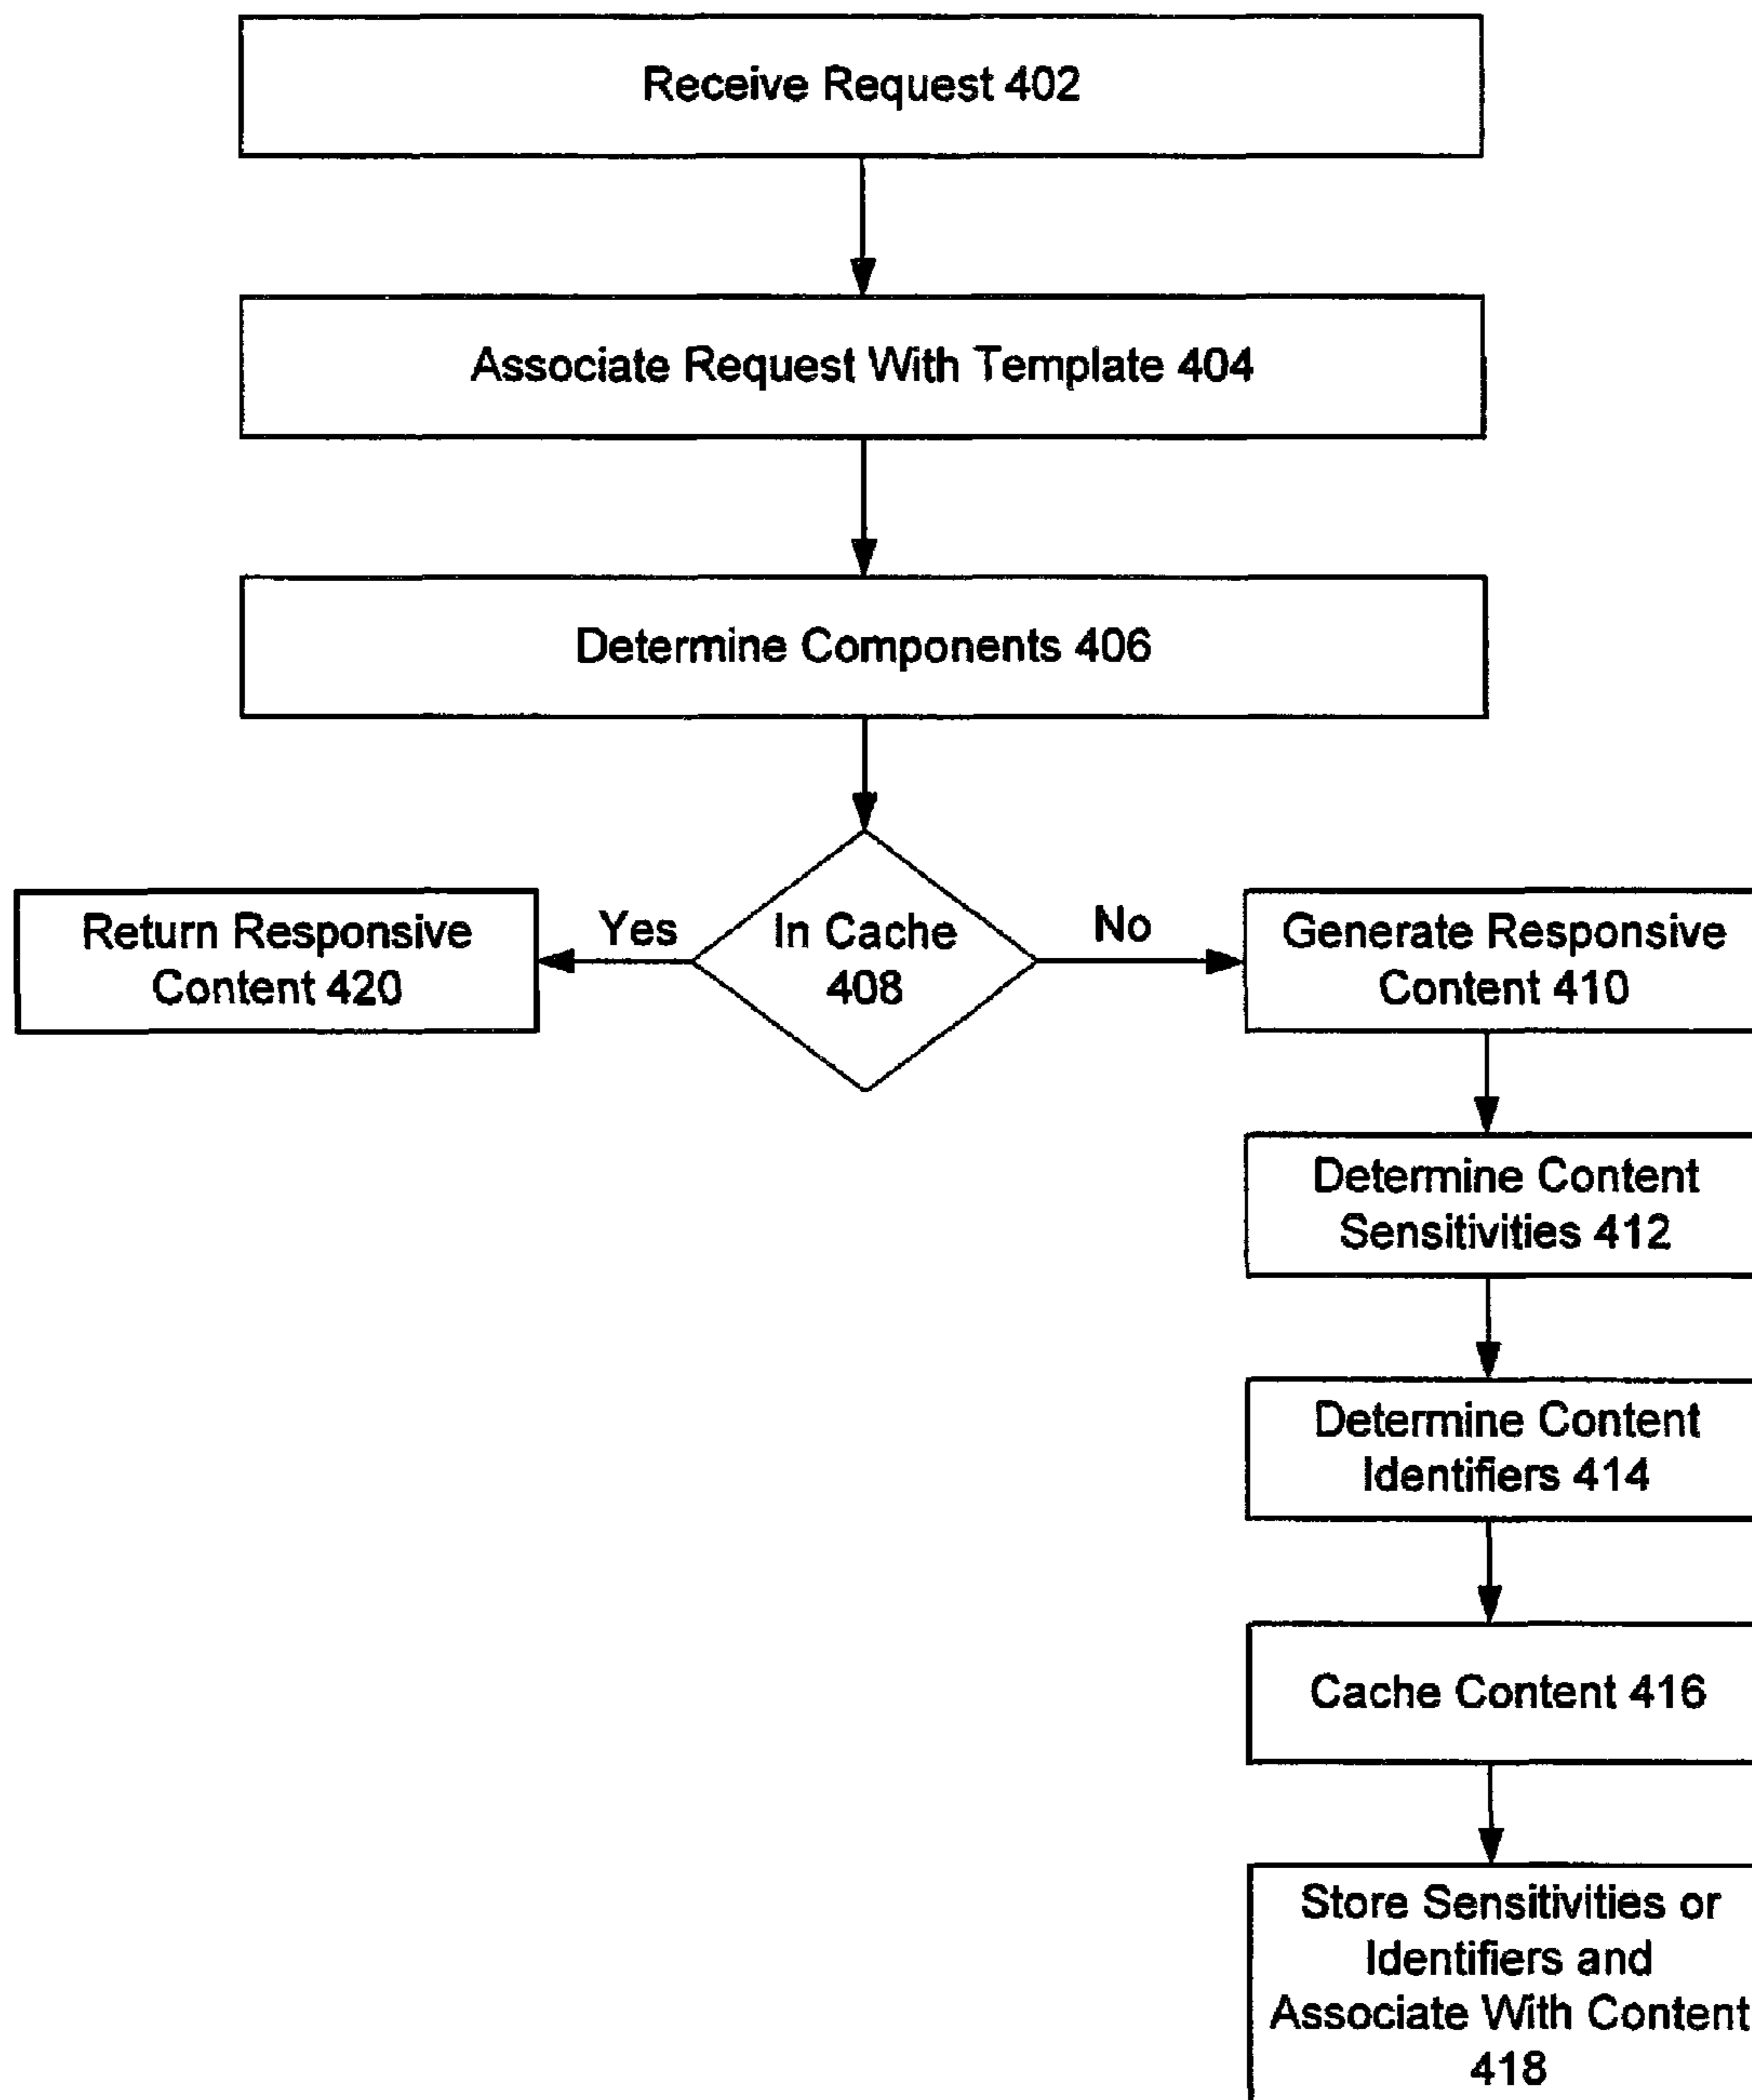 Receive Request 402
Associate Request With Template 404
Determine Components 406
Return Responsive
Content 420
Yes
In Cache
408
No
Generate Responsive
Content 410
Determine Content
Sensitivities 412
Determine Content
Identifiers 414
Cache Content 416
Store Sensitivities or
Identifiers and
Associate With Content
418